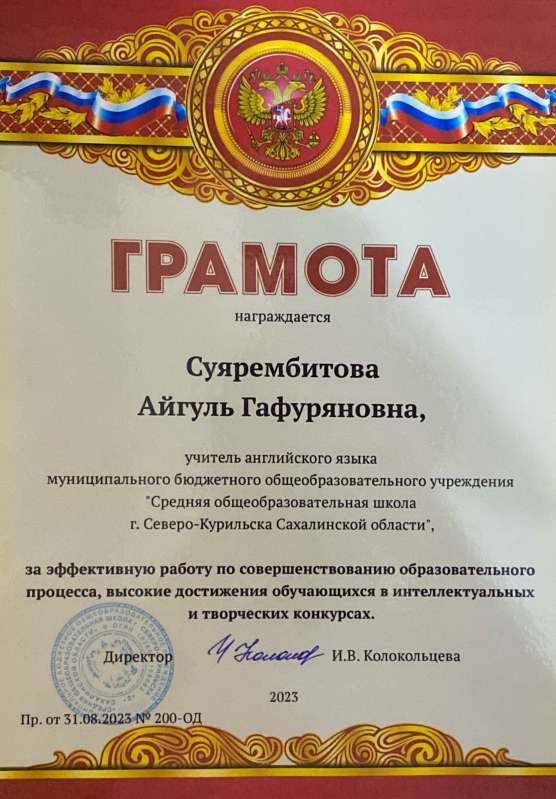 ГРАМОТА
награждается
Суярембитова
Айгуль Гафуряновна,
учитель английского языка
муниципального бюджетного общеобразовательного учреждения
"Средняя общеобразовательная школа
г. Северо-Курильска Сахалинской области",
за эффективную работу по совершенствованию образовательного
процесса, высокие достижения обучающихся в интеллектуальных
и творческих конкурсах.
Директор И.В. Колокольцева
2023
Пр. от 31.08.2023 № 200-ОД